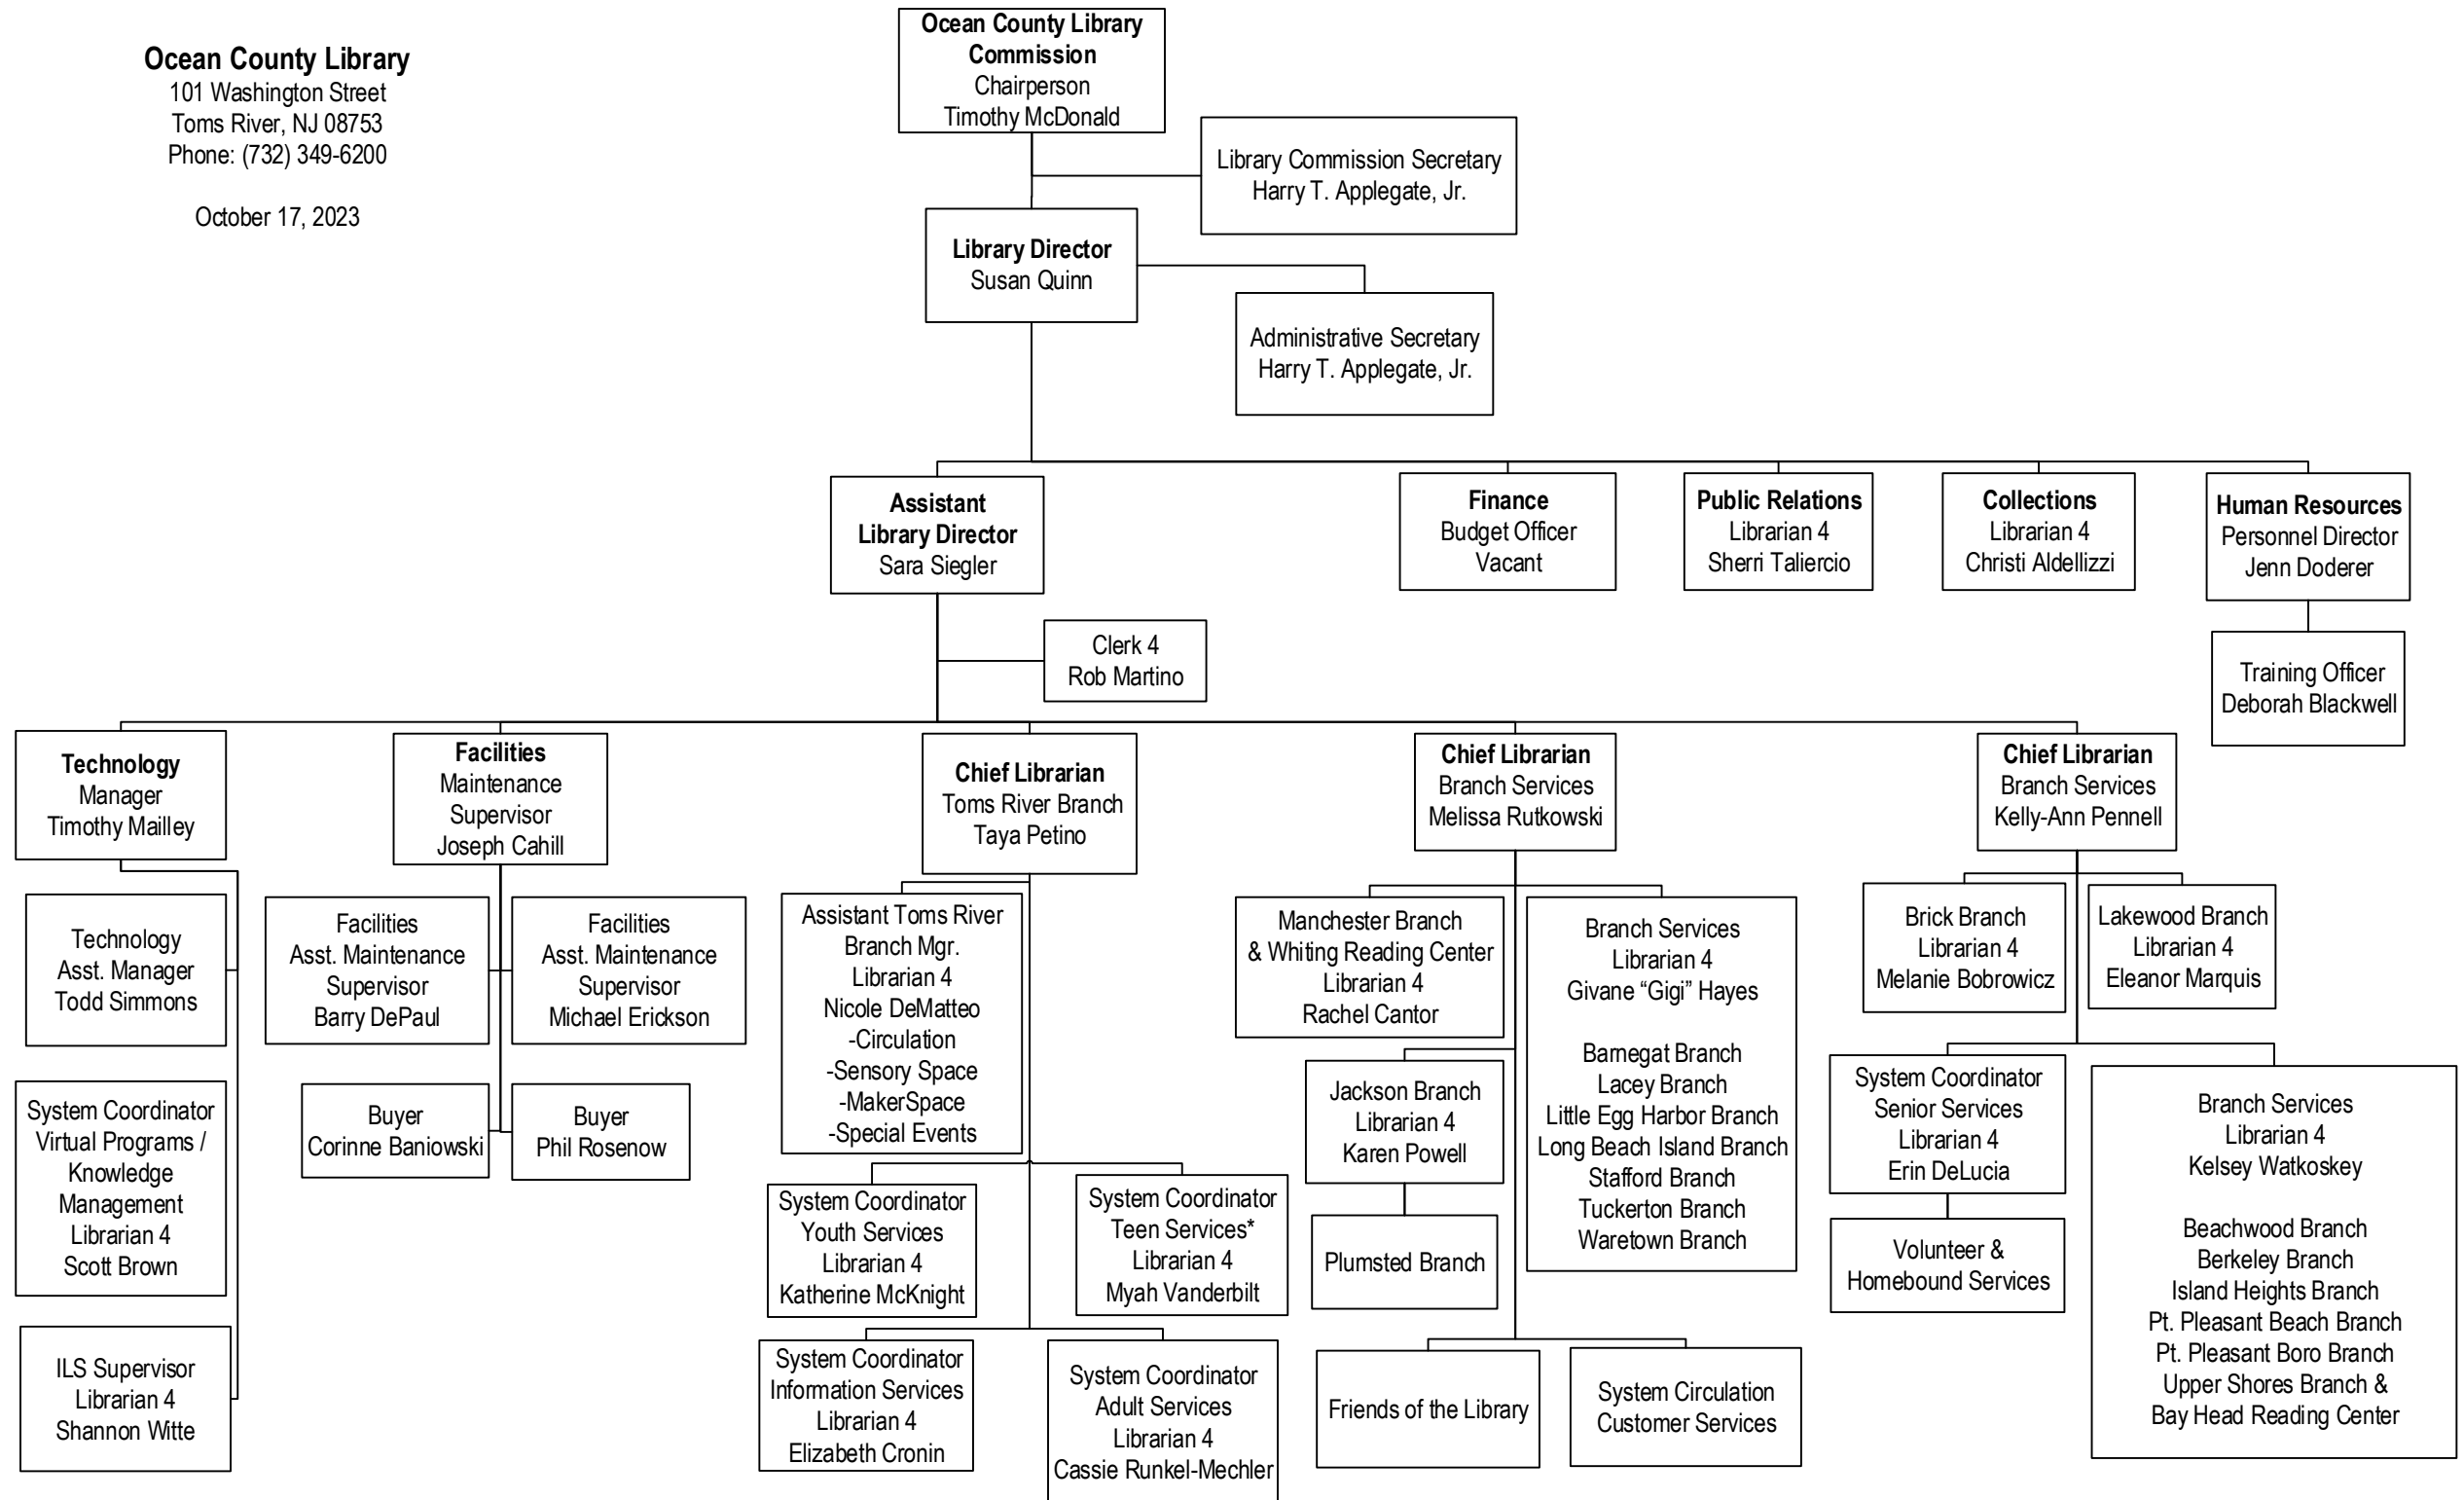 Ocean County Library
101 Washington Street
Toms River, NJ 08753
Phone: (732) 349-6200
October 17, 2023
Ocean County Library
Commission
Chairperson
Timothy McDonald
Library Commission Secretary
Harry T. Applegate, Jr.
Library Director
Susan Quinn
Administrative Secretary
Harry T. Applegate, Jr.
Assistant
Library Director
Sara Siegler
Finance
Budget Officer
Vacant
Public Relations
Librarian 4
Sherri Taliercio
Collections
Librarian 4
Christi Aldellizzi
Human Resources
Personnel Director
Jenn Doderer
Clerk 4
Rob Martino
Training Officer
Deborah Blackwell
Technology
Manager
Timothy Mailley
Facilities
Maintenance
Supervisor
Joseph Cahill
Chief Librarian
Toms River Branch
Taya Petino
Chief Librarian
Branch Services
Melissa Rutkowski
Chief Librarian
Branch Services
Kelly-Ann Pennell
Technology
Asst. Manager
Todd Simmons
System Coordinator
Virtual Programs /
Knowledge
Management
Librarian 4
Scott Brown
ILS Supervisor
Librarian 4
Shannon Witte
Facilities
Asst. Maintenance
Supervisor
Barry DePaul
Facilities
Asst. Maintenance
Supervisor
Michael Erickson
Buyer
Corinne Baniowski
Buyer
Phil Rosenow
Assistant Toms River
Branch Mgr.
Librarian 4
Nicole DeMatteo
-Circulation
-Sensory Space
-MakerSpace
-Special Events
System Coordinator
Youth Services
Librarian 4
Katherine McKnight
System Coordinator
Teen Services*
Librarian 4
Myah Vanderbilt
System Coordinator
Information Services
Librarian 4
Elizabeth Cronin
System Coordinator
Adult Services
Librarian 4
Cassie Runkel-Mechler
Manchester Branch
& Whiting Reading Center
Librarian 4
Rachel Cantor
Jackson Branch
Librarian 4
Karen Powell
Plumsted Branch
Branch Services
Librarian 4
Givane “Gigi” Hayes
Barnegat Branch
Lacey Branch
Little Egg Harbor Branch
Long Beach Island Branch
Stafford Branch
Tuckerton Branch
Waretown Branch
Friends of the Library
System Circulation
Customer Services
Brick Branch
Librarian 4
Melanie Bobrowicz
Lakewood Branch
Librarian 4
Eleanor Marquis
System Coordinator
Senior Services
Librarian 4
Erin DeLucia
Volunteer &
Homebound Services
Branch Services
Librarian 4
Kelsey Watkoskey
Beachwood Branch
Berkeley Branch
Island Heights Branch
Pt. Pleasant Beach Branch
Pt. Pleasant Boro Branch
Upper Shores Branch &
Bay Head Reading Center